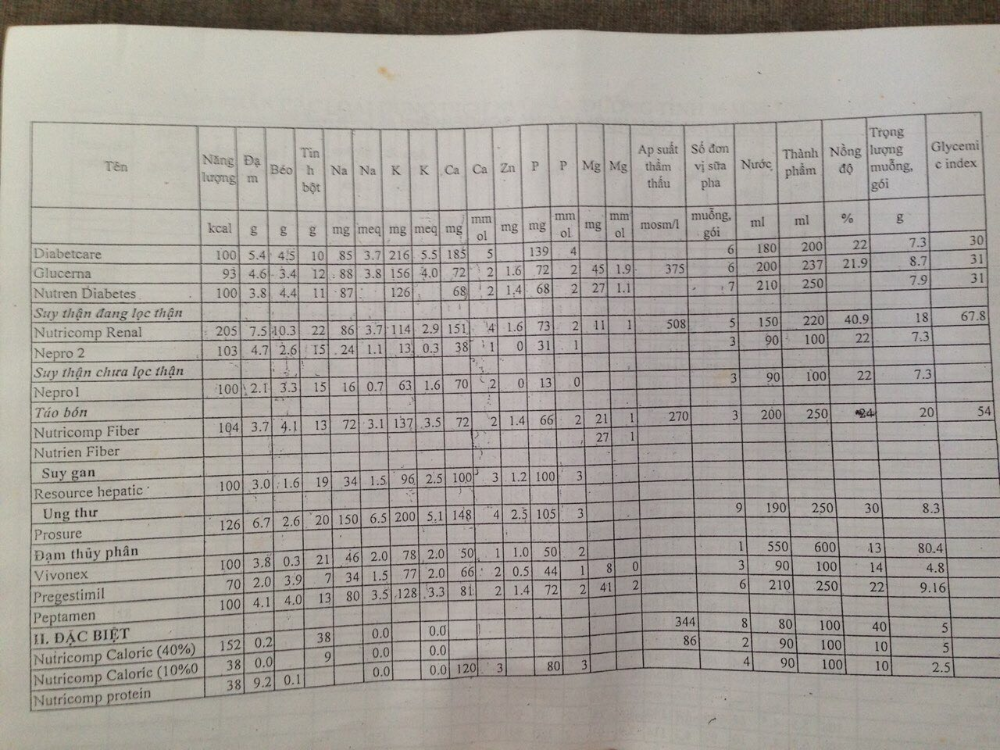 Tên Năng lượng Đạm Béo Tinh bột Na Na K K Ca Ca Zn P P Mg Mg Ap suất thẩm thấu Số đơn vị sữa pha Nước Thành phẩm Nồng độ Trọng lượng muỗng, gói Glycemic index
kcal g g g mg meq mg meq mg mmol mg mg mmol mg mmol mosm/l muỗng, gói ml ml % g
Diabetcare 100 5.4 4.5 10 85 3.7 216 5.5 185 5 139 4 6 180 200 22 7.3 30
Glucerna 93 4.6 3.4 12 88 3.8 156 4.0 72 2 1.6 72 2 45 1.9 375 6 200 237 21.9 8.7 31
Nutren Diabetes 100 3.8 4.4 11 87 126 68 2 1.4 68 2 27 1.1 7 210 250 7.9 31
Suy thận đang lọc thận
Nutricomp Renal 205 7.5 10.3 22 86 3.7 114 2.9 151 4 1.6 73 2 11 1 508 5 150 220 40.9 18 67.8
Nepro 2 103 4.7 2.6 15 24 1.1 13 0.3 38 1 0 31 1 3 90 100 22 7.3
Suy thận chưa lọc thận
Nepro1 100 2.1 3.3 15 16 0.7 63 1.6 70 2 0 13 0 3 90 100 22 7.3
Táo bón
Nutricomp Fiber 104 3.7 4.1 13 72 3.1 137 3.5 72 2 1.4 66 2 21 1 270 3 200 250 24 20 54
Nutrien Fiber 27 1
Suy gan
Resource hepatic 100 3.0 1.6 19 34 1.5 96 2.5 100 3 1.2 100 3
Ung thư
Prosure 126 6.7 2.6 20 150 6.5 200 5.1 148 4 2.5 105 3 9 190 250 30 8.3
Đạm thủy phân
Vivonex 100 3.8 0.3 21 46 2.0 78 2.0 50 1 1.0 50 2 1 550 600 13 80.4
Pregestimil 70 2.0 3.9 7 34 1.5 77 2.0 66 2 0.5 44 1 8 0 3 90 100 14 4.8
Peptamen 100 4.1 4.0 13 80 3.5 128 3.3 81 2 1.4 72 2 41 2 6 210 250 22 9.16
II. ĐẶC BIỆT
Nutricomp Caloric (40%) 152 0.2 38 0.0 0.0 344 8 80 100 40 5
Nutricomp Caloric (10%0 38 0.0 9 0.0 0.0 86 2 90 100 10 5
Nutricomp protein 38 9.2 0.1 0.0 0.0 120 3 80 3 4 90 100 10 2.5